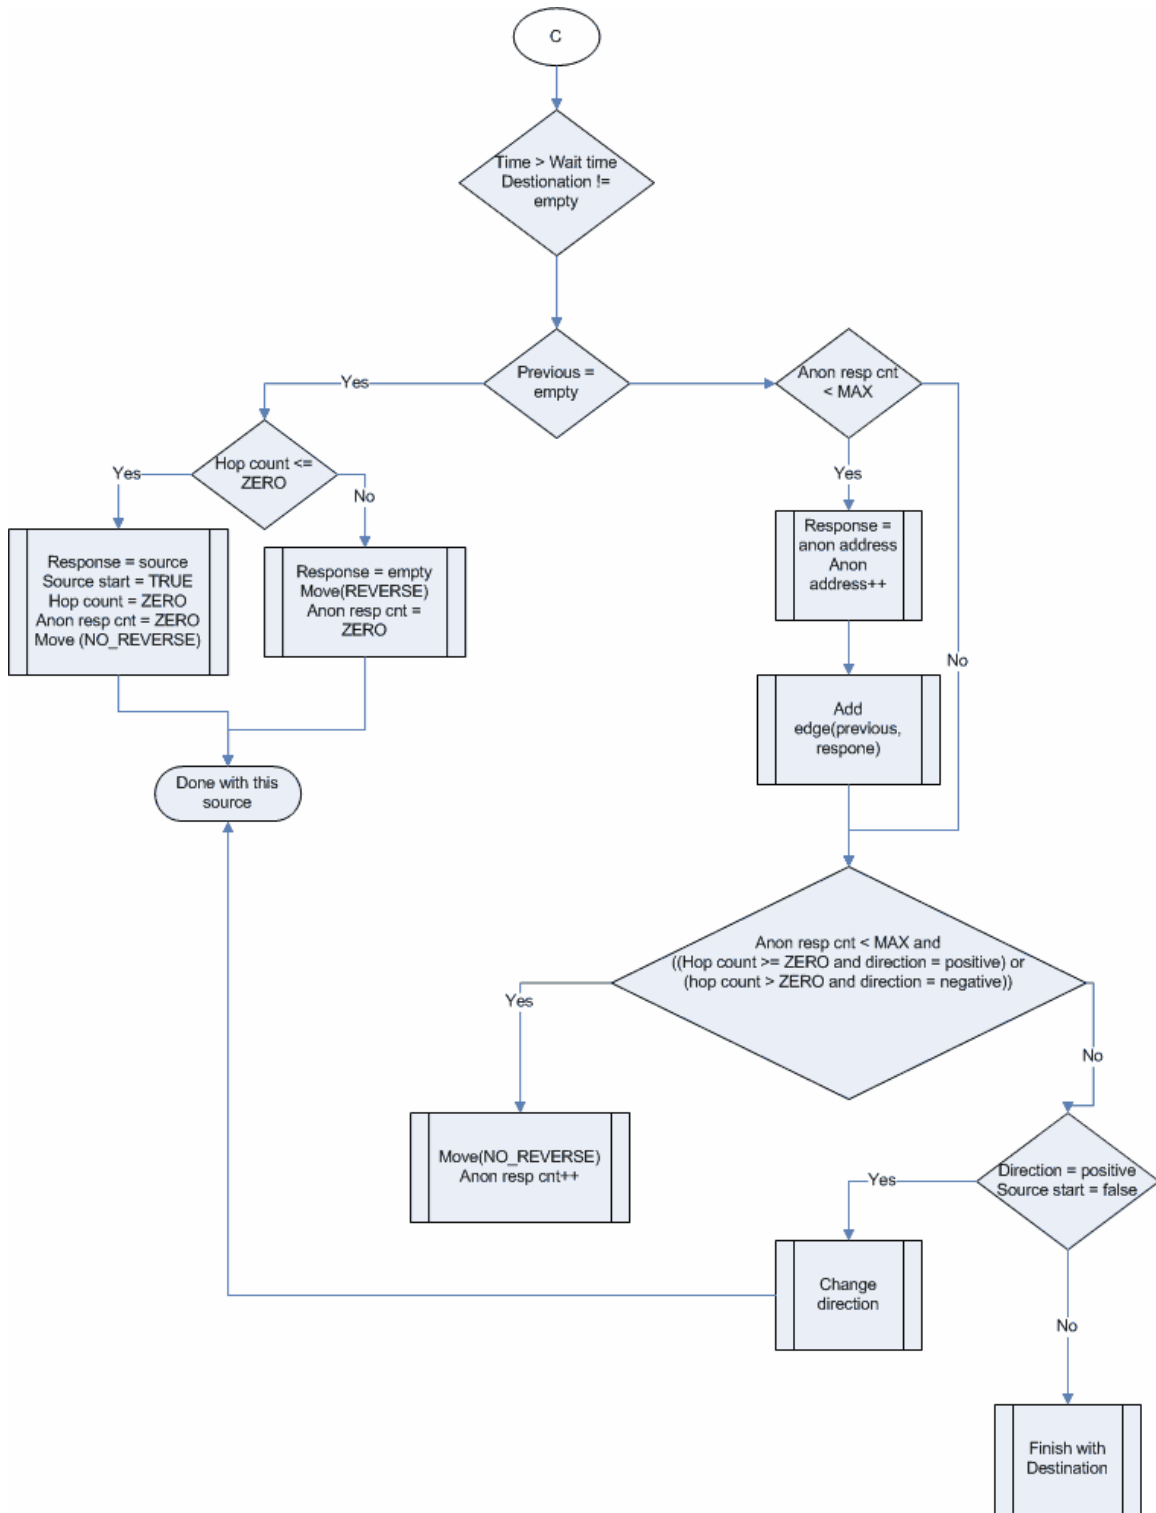 C
Time > Wait time
Destionation !=
empty
Previous =
empty
Yes
Anon resp cnt
< MAX
Hop count <=
ZERO
Yes
No
Yes
Response = source
Source start = TRUE
Hop count = ZERO
Anon resp cnt = ZERO
Move (NO_REVERSE)
Response = empty
Move(REVERSE)
Anon resp cnt =
ZERO
Response =
anon address
Anon
address++
No
Add
edge(previous,
respone)
Done with this
source
Anon resp cnt < MAX and
((Hop count >= ZERO and direction = positive) or
(hop count > ZERO and direction = negative))
Yes
No
Move(NO_REVERSE)
Anon resp cnt++
Direction = positive
Source start = false
Yes
Change
direction
No
Finish with
Destination